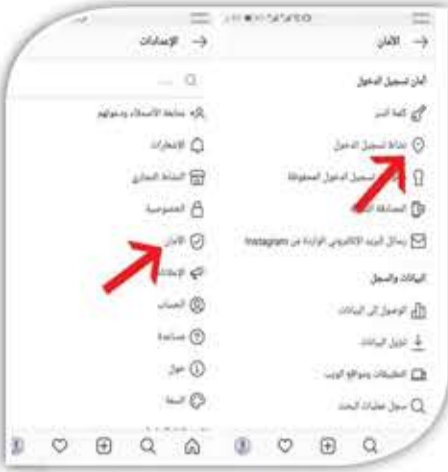 الأمان
أمان تسجيل الدخول
كلمة السر
نشاط تسجيل الدخول
تسجيل الدخول المحفوظة
المصادقة
رسائل البريد الإلكتروني الواردة من Instagram
البيانات والسجل
الوصول إلى البيانات
تنزيل البيانات
التطبيقات ومواقع الويب
سجل عمليات البحث
الإعدادات
متابعة الأصدقاء ودعوتهم
الإشعارات
النشاط التجاري
الخصوصية
الأمان
الإعلانات
الحساب
مساعدة
حول
السمة